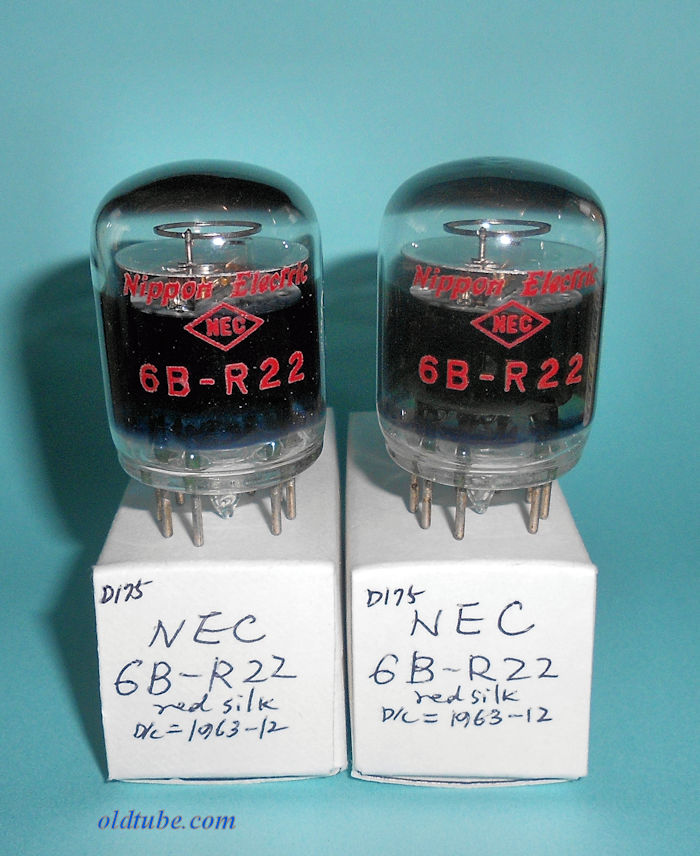 Nippon Electric
NEC
6B-R22
Nippon Electric
NEC
6B-R22
D175
NEC
6B-R22
red silk
D/c=1963-12
D175
NEC
6B-R22
red silk
D/c=1963-12
oldtube.com